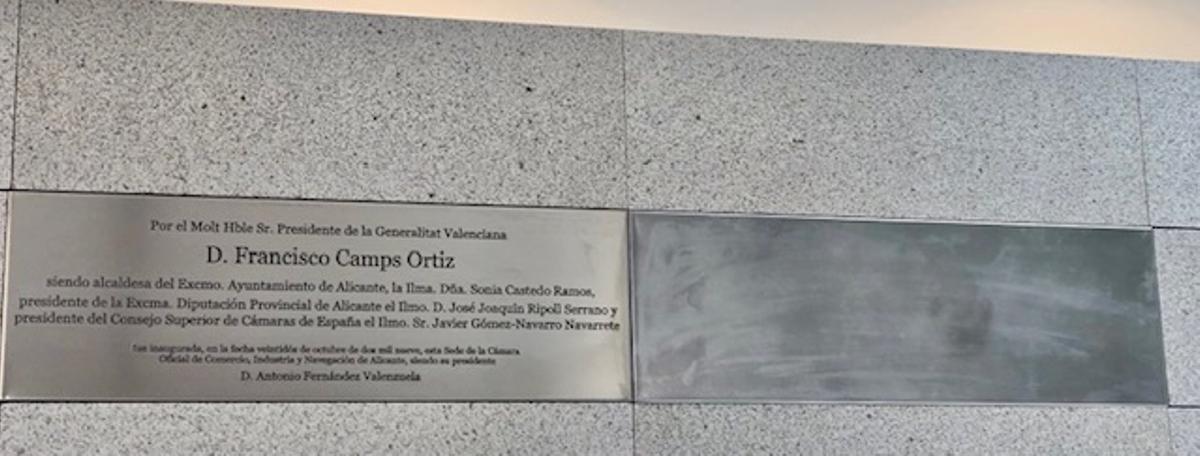 Por el Molt Hble Sr. Presidente de la Generalitat Valenciana
D. Francisco Camps Ortiz
siendo alcaldesa del Excmo. Ayuntamiento de Alicante, la Ilma. Dña. Sonia Castedo Ramos,
presidente de la Excma. Diputación Provincial de Alicante el Ilmo. D. José Joaquín Ripoll Serrano y
presidente del Consejo Superior de Cámaras de España el Ilmo. Sr. Javier Gómez-Navarro Navarrete
fue inaugurada, en la fecha veintidós de octubre de dos mil nueve, esta Sede de la Cámara
Oficial de Comercio, Industria y Navegación de Alicante, siendo su presidente
D. Antonio Fernández Valenzuela